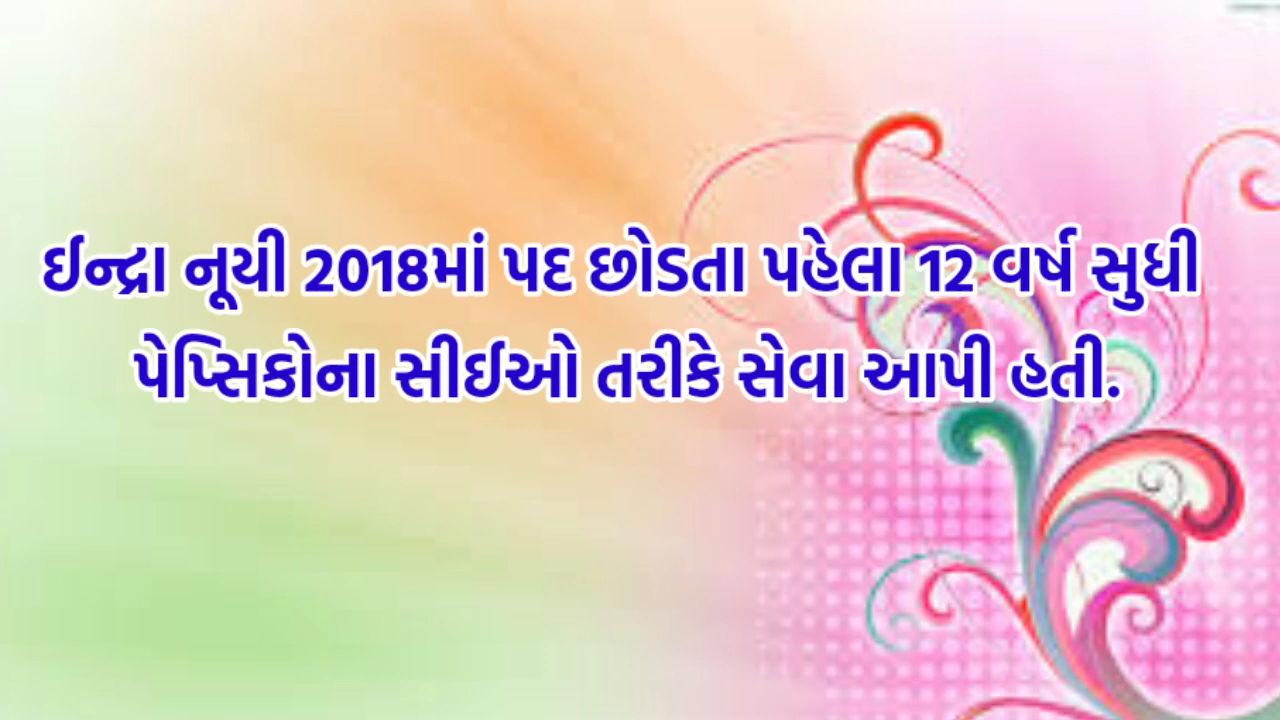 ઈન્દ્રા નૂયી 2018માં પદ છોડતા પહેલા 12 વર્ષ સુધી
પેપ્સિકોના સીઈઓ તરીકે સેવા આપી હતી.